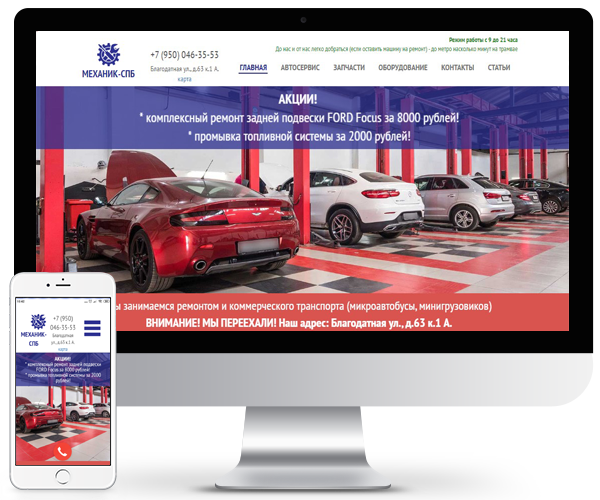 Режим работы с 9 до 21 часа
До нас и от нас легко добраться (если оставить машину на ремонт) - до метро насколько минут на трамвае
МЕХАНИК-СПБ
+7 (950) 046-35-53
Благодатная ул., д.63 к.1 А.
карта
ГЛАВНАЯ АВТОСЕРВИС ЗАПЧАСТИ ОБОРУДОВАНИЕ КОНТАКТЫ СТАТЬИ
АКЦИИ!
* комплексный ремонт задней подвески FORD Focus за 8000 рублей!
* промывка топливной системы за 2000 рублей!
ы занимаемся ремонтом и коммерческого транспорта (микроавтобусы, минигрузовиков)
ВНИМАНИЕ! МЫ ПЕРЕЕХАЛИ! Наш адрес: Благодатная ул., д.63 к.1 А.
МЕХАНИК-
СПБ
+7 (950)
046-35-53
Благодатная
ул., д.63 к.1 А.
карта
АКЦИИ!
* комплексный ремонт задней подвески
FORD Focus за 8000 рублей!
* промывка топливной системы за 2000
рублей!